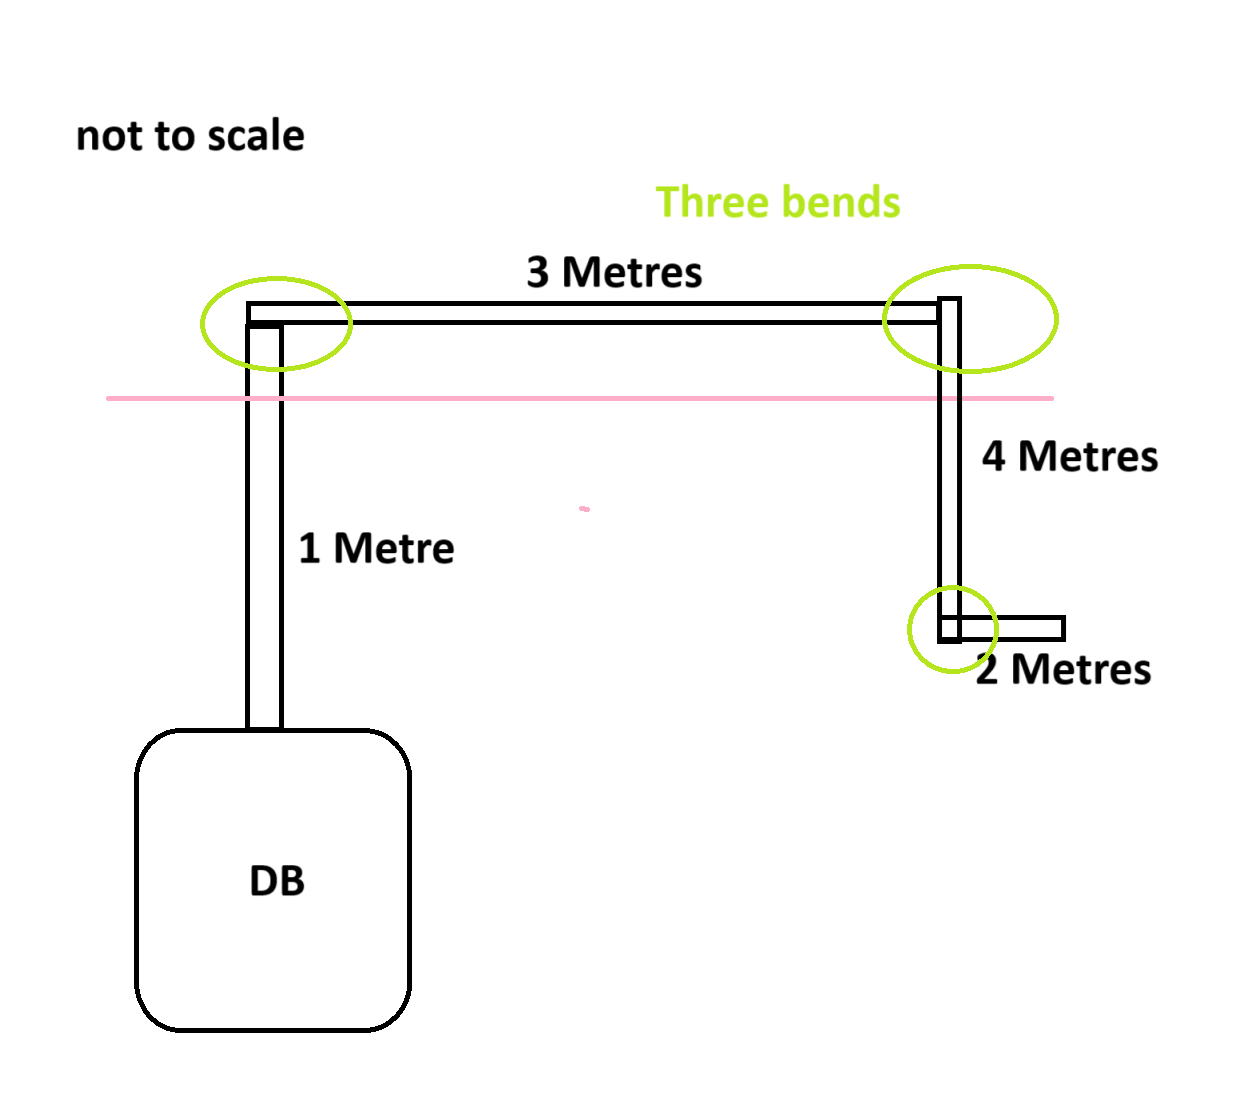 not to scale
Three bends
3 Metres
4 Metres
1 Metre
2 Metres
DB